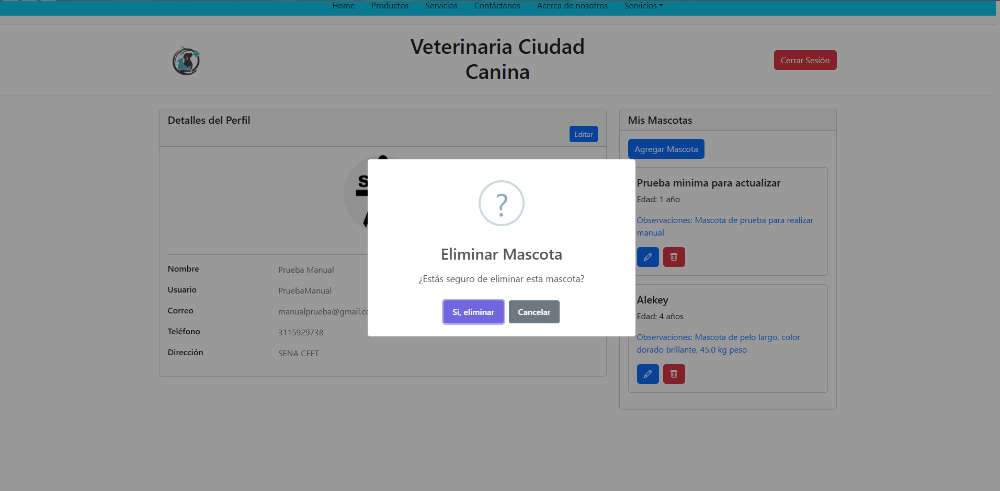 Home Productos Servicios Contáctanos Acerca de nosotros Servicios
Veterinaria Ciudad
Canina
Cerrar Sesión
Detalles del Perfil
Editar
Nombre Prueba Manual
Usuario PruebaManual
Correo manualprueba@gmail.co
Teléfono 3115929738
Dirección SENA CEET
Mis Mascotas
Agregar Mascota
Prueba minima para actualizar
Edad: 1 año
Observaciones: Mascota de prueba para realizar
manual
Alekey
Edad: 4 años
Observaciones: Mascota de pelo largo, color
dorado brillante, 45.0 kg peso
?
Eliminar Mascota
¿Estás seguro de eliminar esta mascota?
Si, eliminar Cancelar